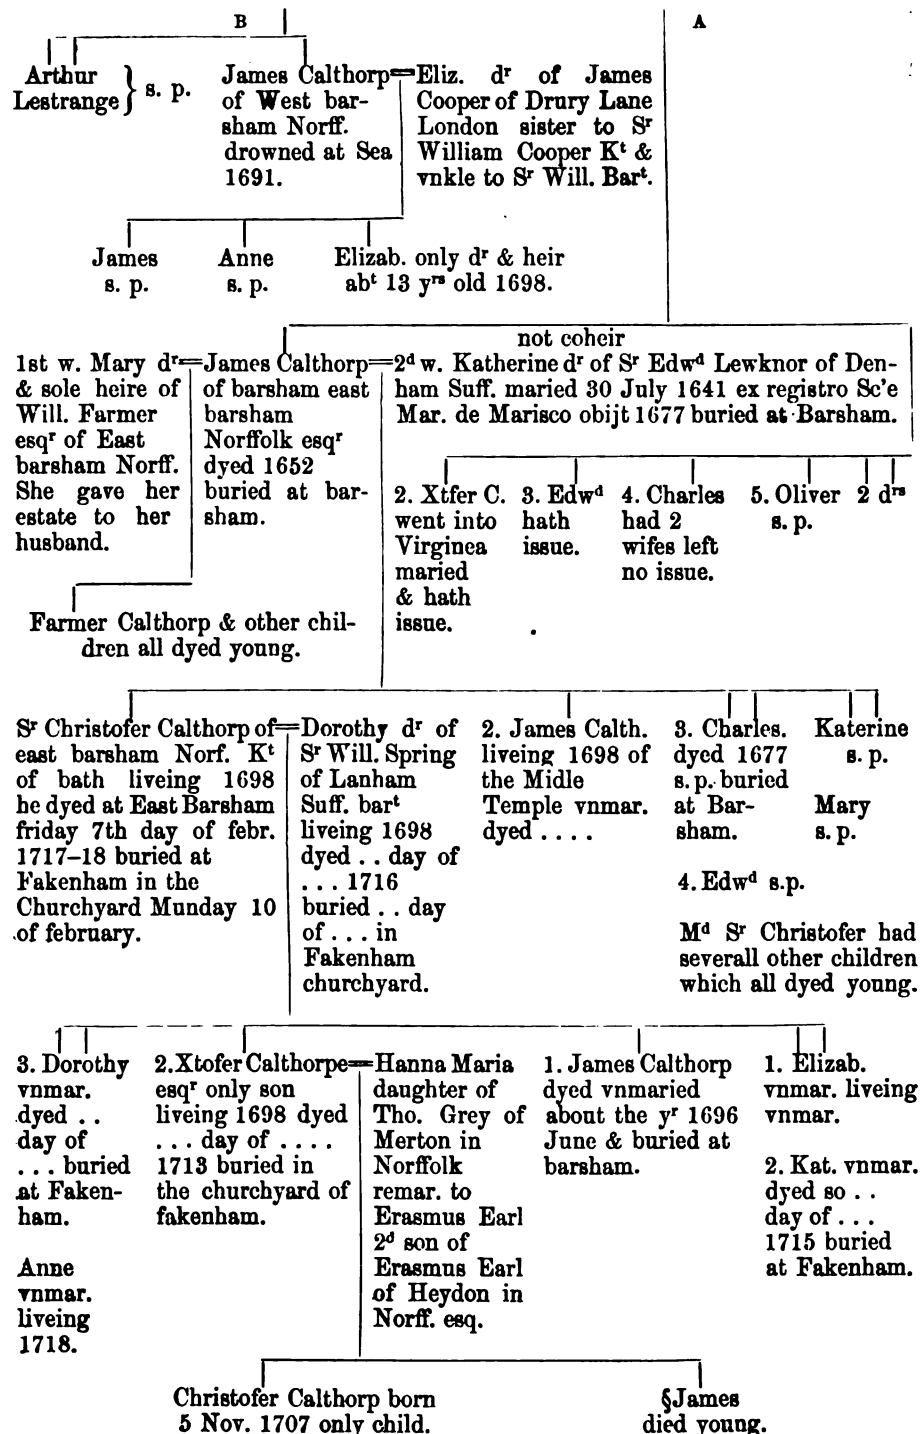 B
A
Arthur
Lestrange } s. p.
James Calthorp=
of West bar-
sham Norff.
drowned at Sea
1691.
Eliz. dʳ of James
Cooper of Drury Lane
London sister to Sʳ
William Cooper Kᵗ &
vnkle to Sʳ Will. Barᵗ.
James
s. p.
Anne
s. p.
Elizab. only dʳ & heir
abᵗ 13 yʳˢ old 1698.
1st w. Mary dʳ=
& sole heire of
Will. Farmer
esqʳ of East
barsham Norff.
She gave her
estate to her
husband.
James Calthorp=
of barsham east
barsham
Norffolk esqʳ
dyed 1652
buried at bar-
sham.
not coheir
2ᵈ w. Katherine dʳ of Sʳ Edwᵈ Lewknor of Den-
ham Suff. maried 30 July 1641 ex registro Sc'e
Mar. de Marisco obijt 1677 buried at Barsham.
2. Xtfer C.
went into
Virginea
maried
& hath
issue.
3. Edwᵈ
hath
issue.
4. Charles
had 2
wifes left
no issue.
5. Oliver
s. p.
2 dʳˢ
Farmer Calthorp & other chil-
dren all dyed young.
Sʳ Christofer Calthorp of=
east barsham Norf. Kᵗ
of bath liveing 1698
he dyed at East Barsham
friday 7th day of febr.
1717–18 buried at
Fakenham in the
Churchyard Munday 10
of february.
Dorothy dʳ of
Sʳ Will. Spring
of Lanham
Suff. barᵗ
liveing 1698
dyed . . day of
. . . 1716
buried . . day
of . . . in
Fakenham
churchyard.
2. James Calth.
liveing 1698 of
the Midle
Temple vnmar.
dyed . . . .
3. Charles.
dyed 1677
s. p. buried
at Bar-
sham.
4. Edwᵈ s.p.
Katerine
s. p.
Mary
s. p.
Mᵈ Sʳ Christofer had
severall other children
which all dyed young.
3. Dorothy
vnmar.
dyed . .
day of
. . . buried
at Faken-
ham.
Anne
vnmar.
liveing
1718.
2. Xtofer Calthorpe=
esqʳ only son
liveing 1698 dyed
. . . day of . . . .
1713 buried in
the churchyard of
fakenham.
Hanna Maria
daughter of
Tho. Grey of
Merton in
Norffolk
remar. to
Erasmus Earl
2ᵈ son of
Erasmus Earl
of Heydon in
Norff. esq.
1. James Calthorp
dyed vnmaried
about the yʳ 1696
June & buried at
barsham.
1. Elizab.
vnmar. liveing
vnmar.
2. Kat. vnmar.
dyed so . .
day of . . .
1715 buried
at Fakenham.
Christofer Calthorp born
5 Nov. 1707 only child.
§James
died young.